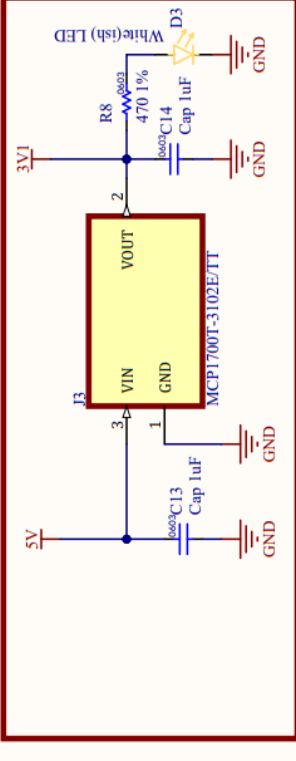 5V
0603
C13
Cap 1uF
GND
J3
3
VIN
1
GND
VOUT
2
MCP1700T-3102E/TT
GND
3V1
R8
0603
470 1%
0603
C14
Cap 1uF
GND
White(ish) LED
D3
GND